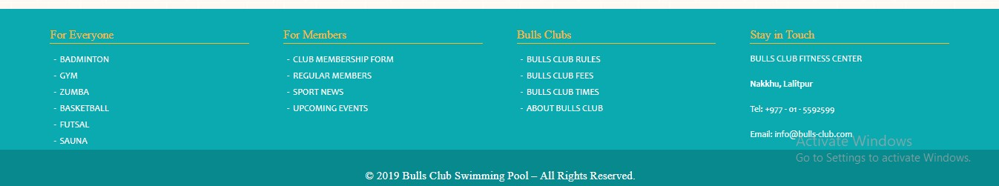 For Everyone
- BADMINTON
- GYM
- ZUMBA
- BASKETBALL
- FUTSAL
- SAUNA
For Members
- CLUB MEMBERSHIP FORM
- REGULAR MEMBERS
- SPORT NEWS
- UPCOMING EVENTS
Bulls Clubs
- BULLS CLUB RULES
- BULLS CLUB FEES
- BULLS CLUB TIMES
- ABOUT BULLS CLUB
Stay in Touch
BULLS CLUB FITNESS CENTER
Nakkhu, Lalitpur
Tel: +977 - 01 - 5592599
Email: info@bulls-club.com
Activate Windows
Go to Settings to activate Windows.
© 2019 Bulls Club Swimming Pool – All Rights Reserved.